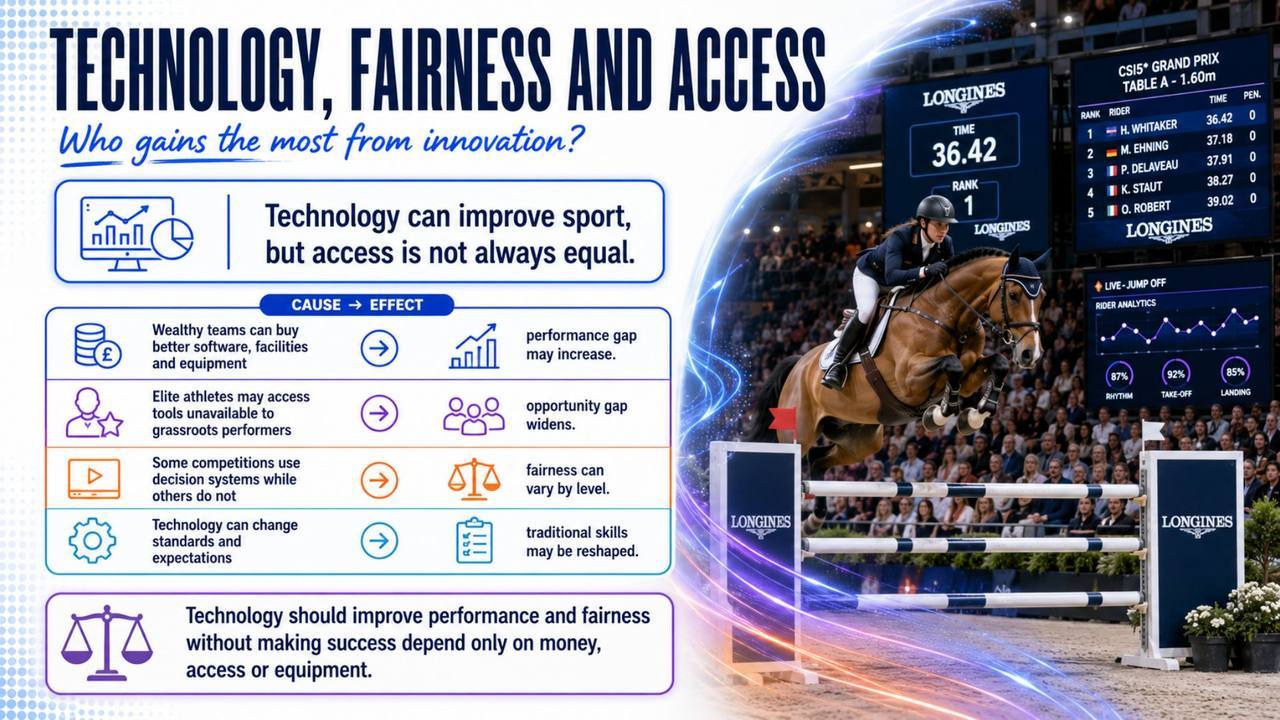 TECHNOLOGY, FAIRNESS AND ACCESS
Who gains the most from innovation?
Technology can improve sport,
but access is not always equal.
CAUSE → EFFECT
Wealthy teams can buy
better software, facilities
and equipment
£
performance gap
may increase.
Elite athletes may access
tools unavailable to
grassroots performers
opportunity gap
widens.
Some competitions use
decision systems while
others do not
fairness can
vary by level.
Technology can change
standards and
expectations
traditional skills
may be reshaped.
Technology should improve performance and fairness
without making success depend only on money,
access or equipment.
LONGINES
TIME
36.42
RANK
1
LONGINES
CSI5* GRAND PRIX
TABLE A - 1.60m
RANK RIDER TIME PEN.
1 H. WHITAKER 36.42 0
2 M. EHNING 37.18 0
3 P. DELAVEAU 37.91 0
4 K. STAUT 38.27 0
5 O. ROBERT 39.02 0
LONGINES
LIVE - JUMP OFF
RIDER ANALYTICS
87% 92% 85%
RHYTHM TAKE-OFF LANDING
LONGINES
LONGINES